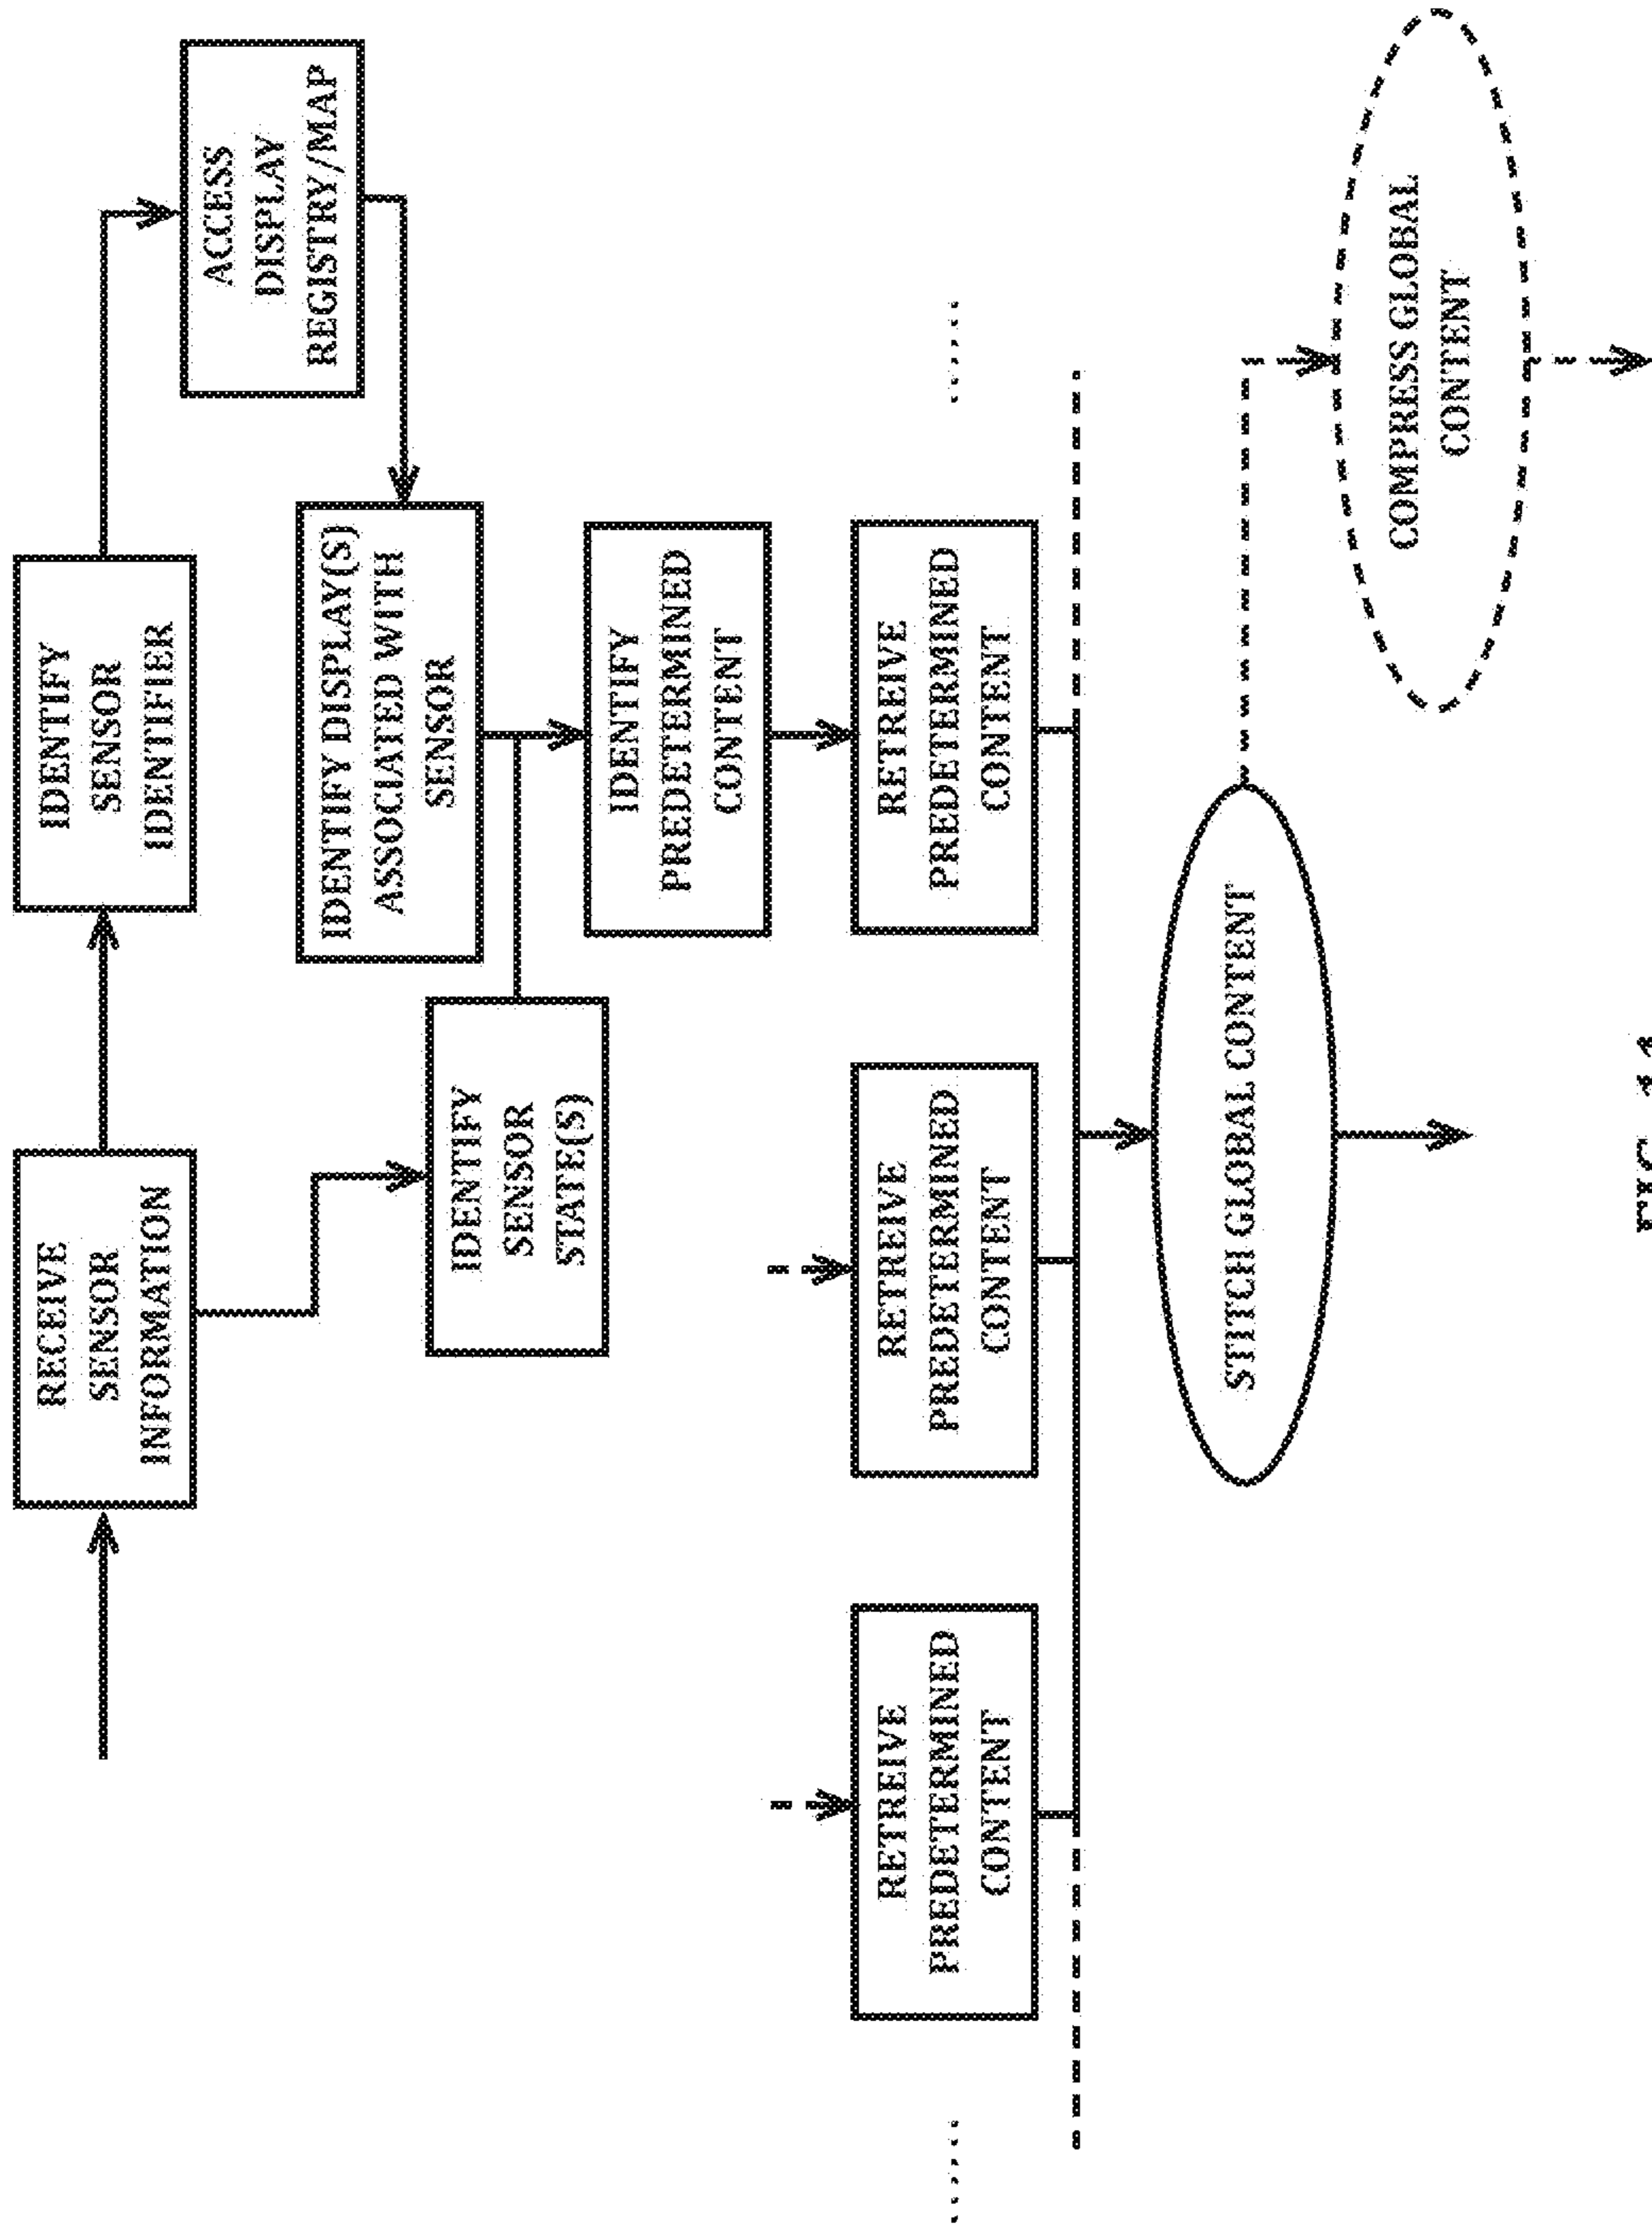 RECEIVE
SENSOR
INFORMATION
IDENTIFY
SENSOR
IDENTIFIER
ACCESS
DISPLAY
REGISTRY/MAP
IDENTIFY DISPLAY(S)
ASSOCIATED WITH
SENSOR
IDENTIFY
SENSOR
STATE(S)
IDENTIFY
PREDETERMINED
CONTENT
RETREIVE
PREDETERMINED
CONTENT
RETREIVE
PREDETERMINED
CONTENT
RETREIVE
PREDETERMINED
CONTENT
STITCH GLOBAL CONTENT
COMPRESS GLOBAL
CONTENT
FIG.